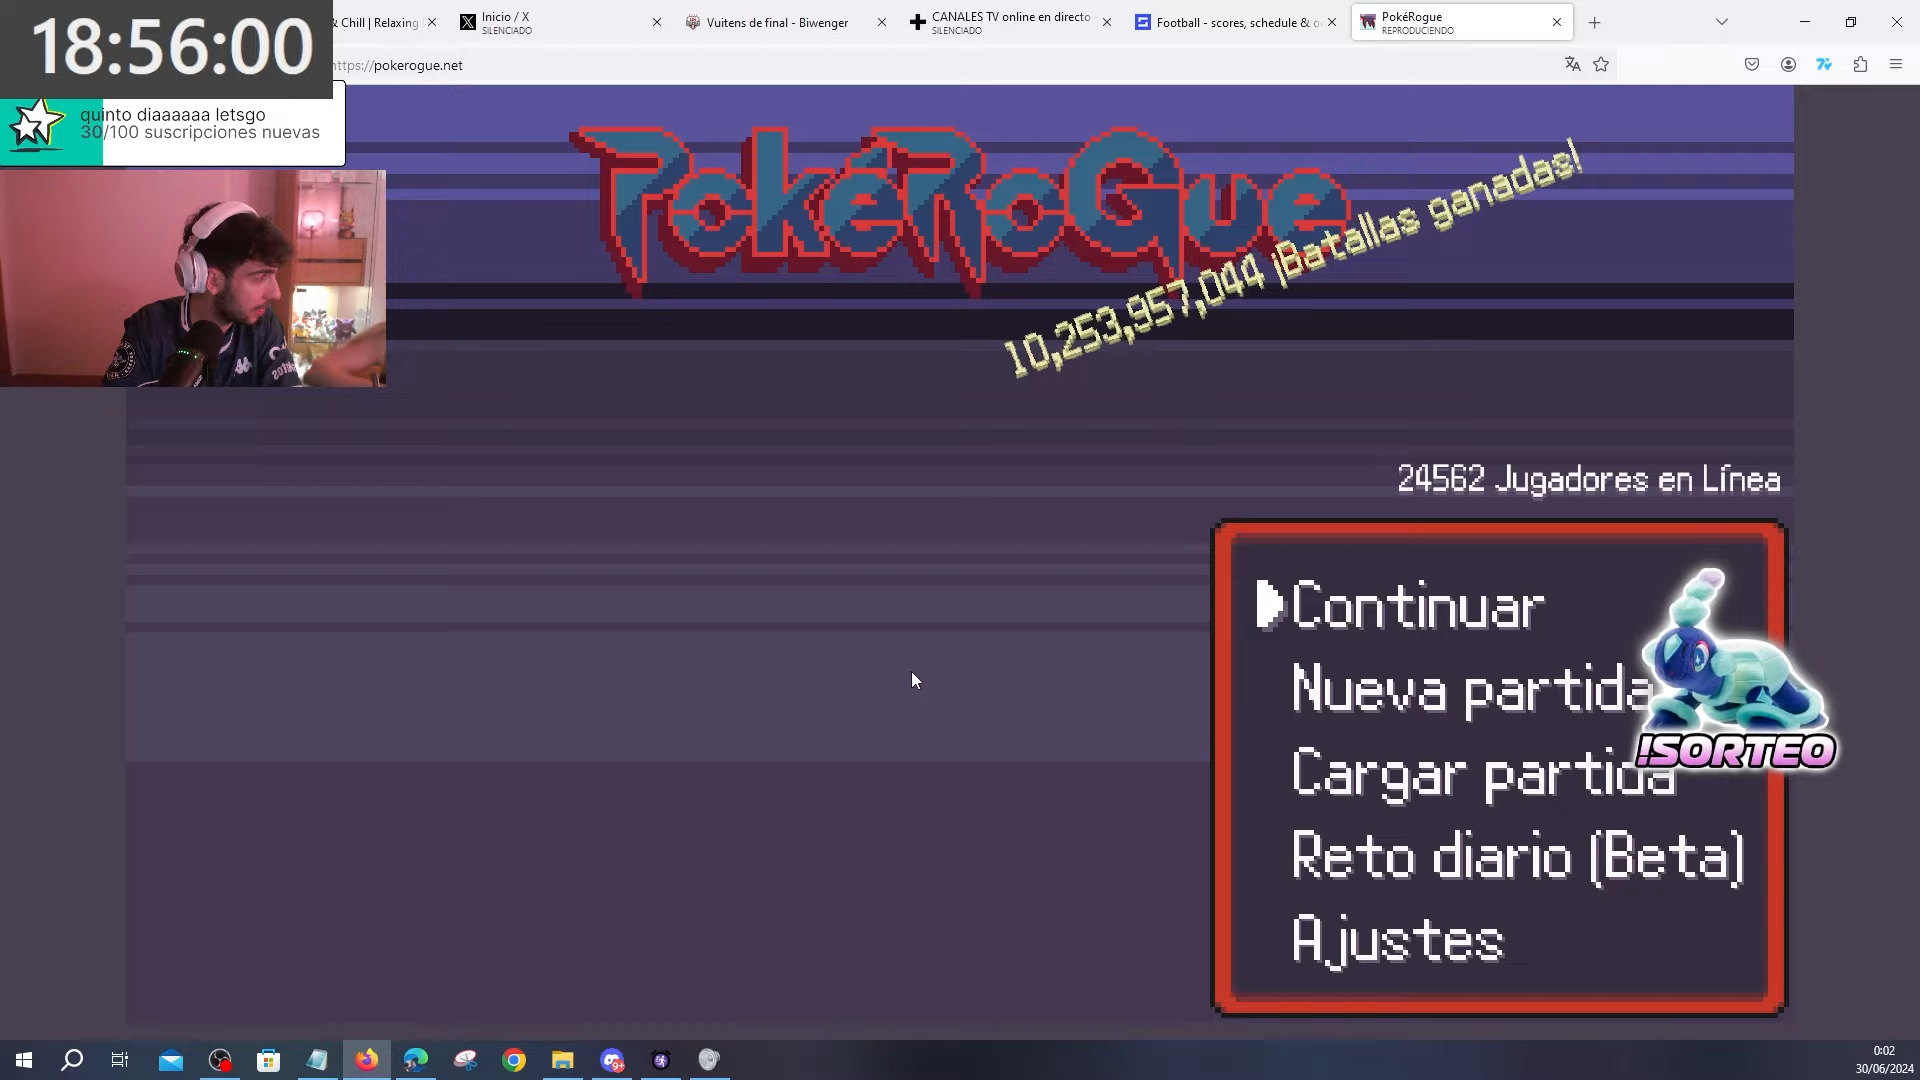 18:56:00
& Chill | Relaxing
Inicio / X
SILENCIADO
Vuitens de final - Biwenger
CANALES TV online en directo
SILENCIADO
Football - scores, schedule & o
PokéRogue
REPRODUCIENDO
https://pokerogue.net
quinto diaaaaaa letsgo
30/100 suscripciones nuevas
PokéRogue
10,253,957,044 ¡Batallas ganadas!
24562 Jugadores en Línea
Continuar
Nueva partida
Cargar partida
Reto diario (Beta)
Ajustes
!SORTEO
9+
0:02
30/06/2024